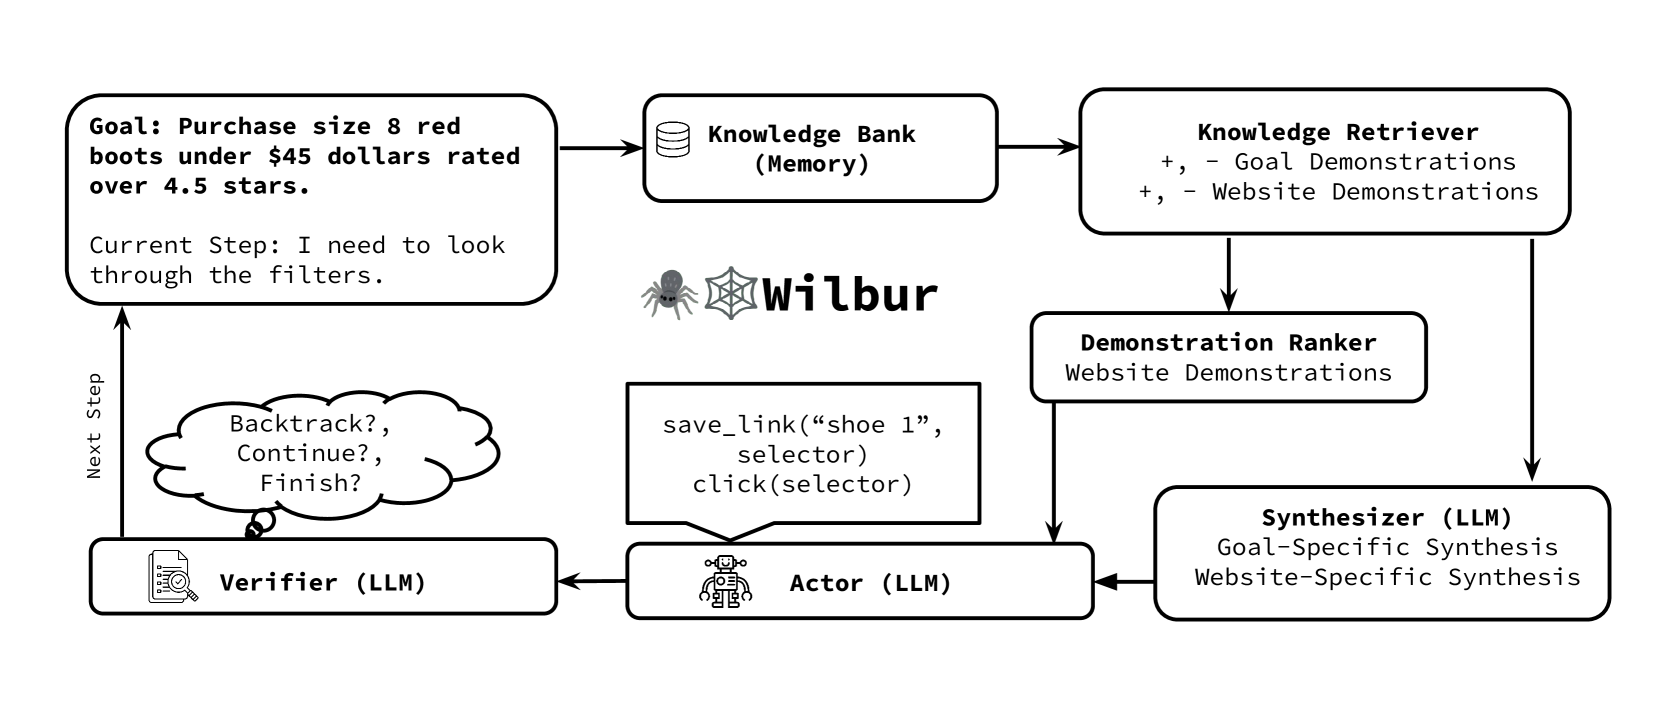 Goal: Purchase size 8 red
boots under $45 dollars rated
over 4.5 stars.
Current Step: I need to look
through the filters.
Knowledge Bank
(Memory)
Knowledge Retriever
+, − Goal Demonstrations
+, − Website Demonstrations
Wilbur
Demonstration Ranker
Website Demonstrations
Next Step
Backtrack?,
Continue?,
Finish?
save_link(“shoe 1”,
selector)
click(selector)
Synthesizer (LLM)
Goal-Specific Synthesis
Website-Specific Synthesis
Verifier (LLM)
Actor (LLM)